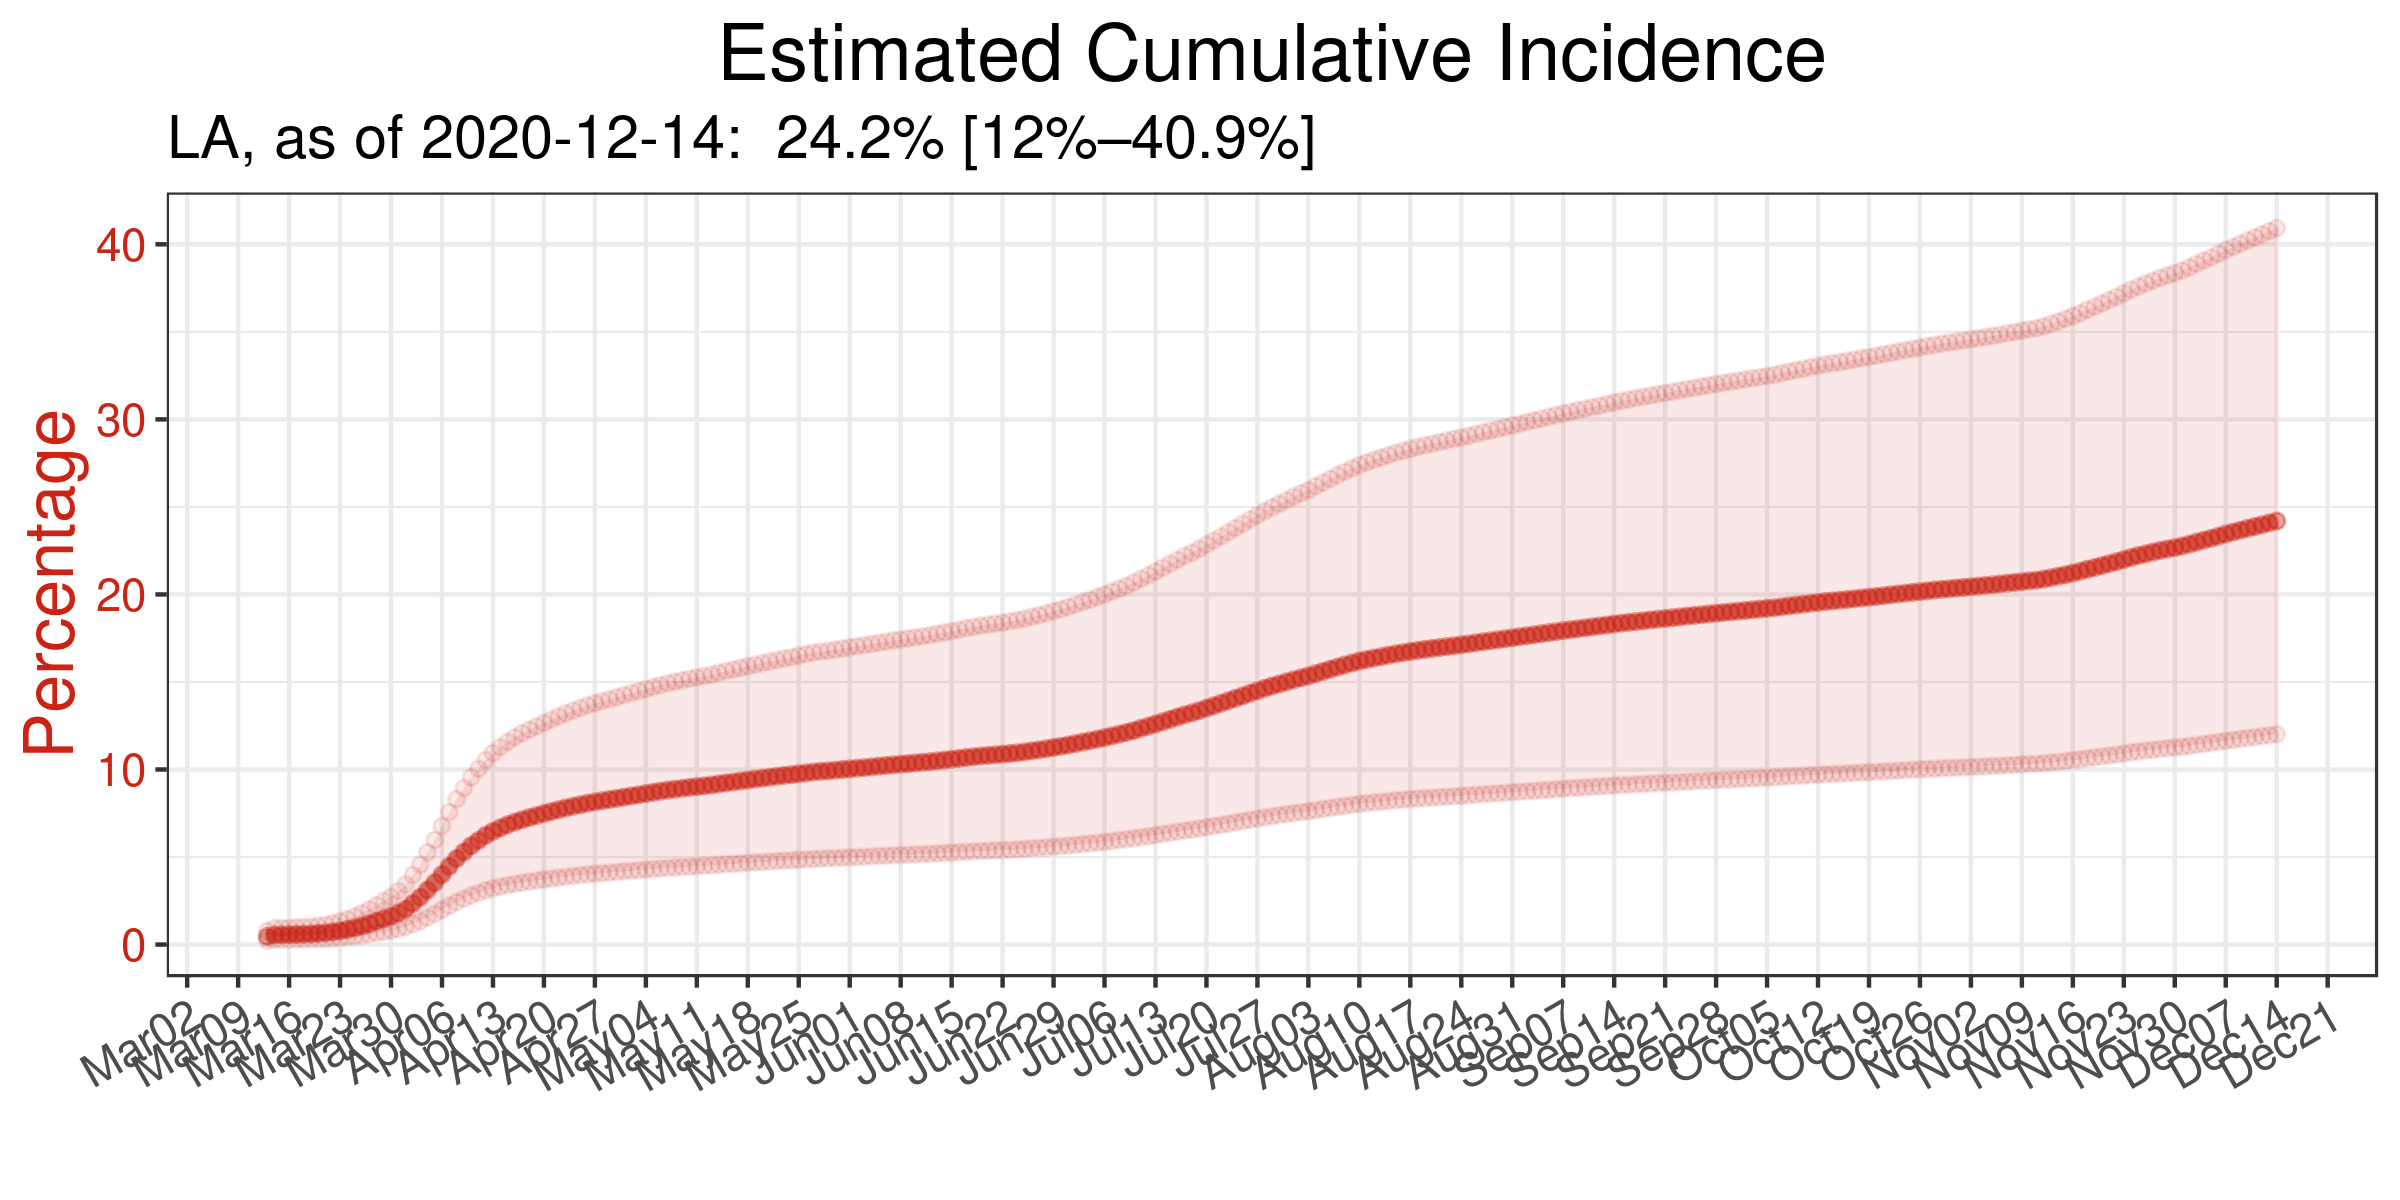 Estimated Cumulative Incidence
LA, as of 2020-12-14:  24.2% [12%–40.9%]
Percentage
40
30
20
10
0
Mar02
Mar09
Mar16
Mar23
Mar30
Apr06
Apr13
Apr20
Apr27
May04
May11
May18
May25
Jun01
Jun08
Jun15
Jun22
Jun29
Jul06
Jul13
Jul20
Jul27
Aug03
Aug10
Aug17
Aug24
Aug31
Sep07
Sep14
Sep21
Sep28
Oct05
Oct12
Oct19
Oct26
Nov02
Nov09
Nov16
Nov23
Nov30
Dec07
Dec14
Dec21